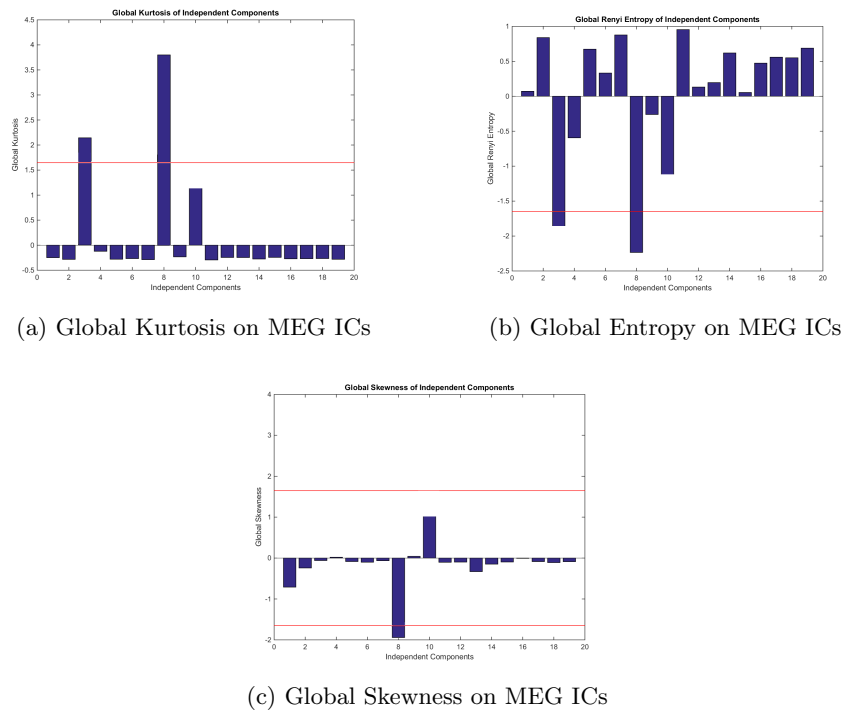 Global Kurtosis of Independent Components
4.5
4
3.5
3
2.5
2
1.5
1
0.5
0
-0.5
Global Kurtosis
0 2 4 6 8 10 12 14 16 18 20
Independent Components
(a) Global Kurtosis on MEG ICs
Global Renyi Entropy of Independent Components
1
0.5
0
-0.5
-1
-1.5
-2
-2.5
Global Renyi Entropy
0 2 4 6 8 10 12 14 16 18 20
Independent Components
(b) Global Entropy on MEG ICs
Global Skewness of Independent Components
4
3
2
1
0
-1
-2
Global Skewness
0 2 4 6 8 10 12 14 16 18 20
Independent Components
(c) Global Skewness on MEG ICs